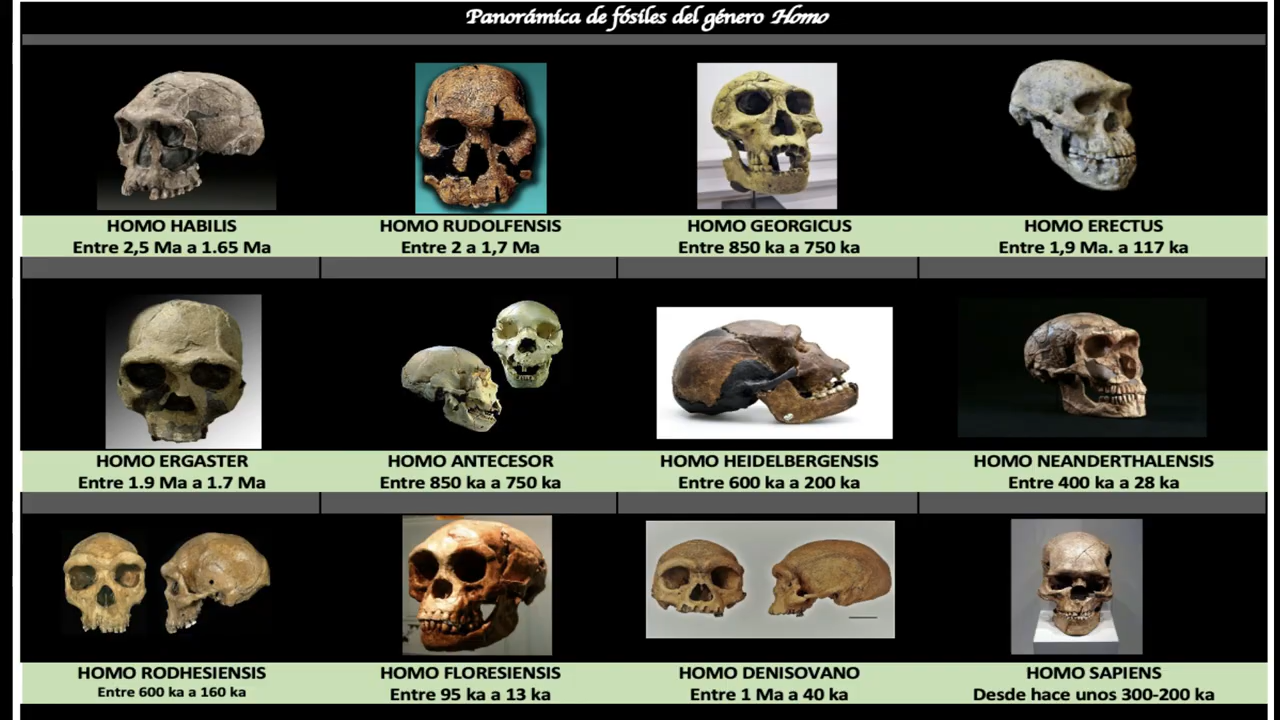 Panorámica de fósiles del género Homo
HOMO HABILIS
Entre 2,5 Ma a 1.65 Ma
HOMO RUDOLFENSIS
Entre 2 a 1,7 Ma
HOMO GEORGICUS
Entre 850 ka a 750 ka
HOMO ERECTUS
Entre 1,9 Ma. a 117 ka
HOMO ERGASTER
Entre 1.9 Ma a 1.7 Ma
HOMO ANTECESOR
Entre 850 ka a 750 ka
HOMO HEIDELBERGENSIS
Entre 600 ka a 200 ka
HOMO NEANDERTHALENSIS
Entre 400 ka a 28 ka
HOMO RODHESIENSIS
Entre 600 ka a 160 ka
HOMO FLORESIENSIS
Entre 95 ka a 13 ka
HOMO DENISOVANO
Entre 1 Ma a 40 ka
HOMO SAPIENS
Desde hace unos 300-200 ka